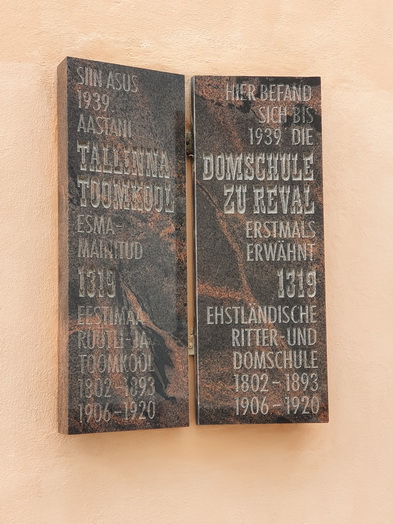 SIIN ASUS
1939.
AASTANI
TALLINNA
TOOMKOOL
ESMA-
MAINITUD
1319
EESTIMAA
RÜÜTLI- JA
TOOMKOOL
1802–1893
1906–1920
HIER BEFAND
SICH BIS
1939 DIE
DOMSCHULE
ZU REVAL
ERSTMALS
ERWÄHNT
1319
EHSTLÄNDISCHE
RITTER- UND
DOMSCHULE
1802–1893
1906–1920